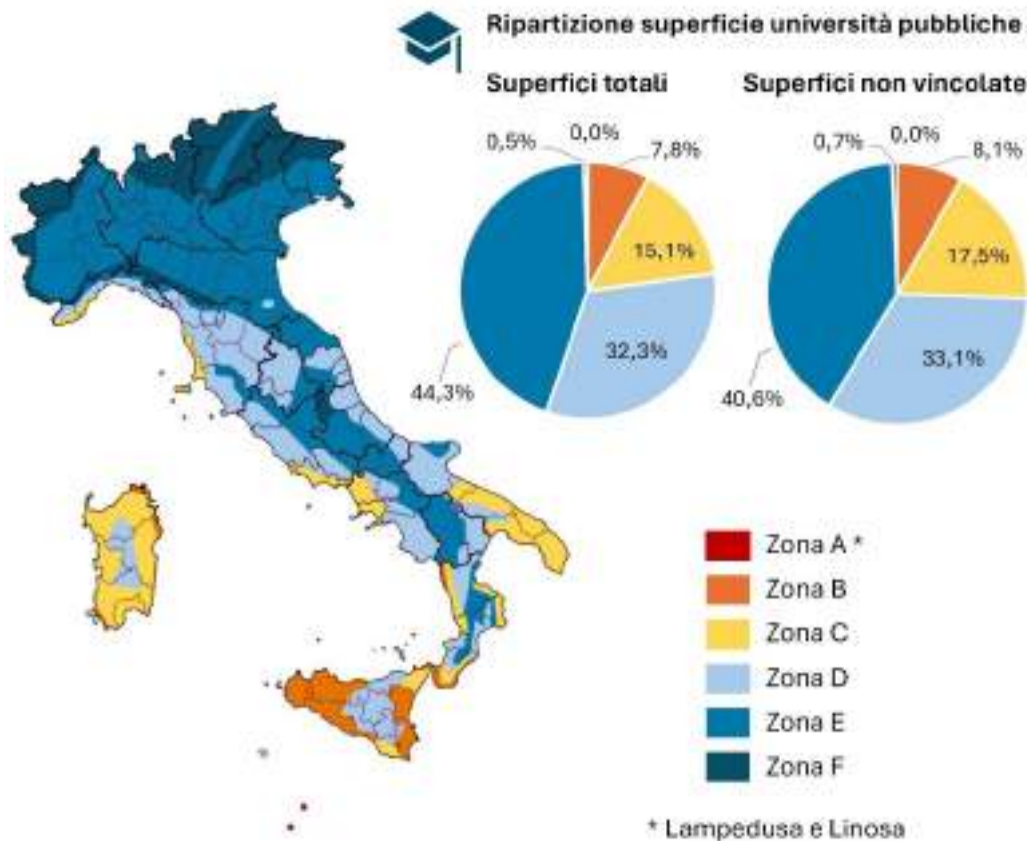 Ripartizione superficie università pubbliche
Superfici totali
Superfici non vincolate
0,5%
0,0%
7,8%
15,1%
32,3%
44,3%
0,7%
0,0%
8,1%
17,5%
33,1%
40,6%
Zona A *
Zona B
Zona C
Zona D
Zona E
Zona F
* Lampedusa e Linosa